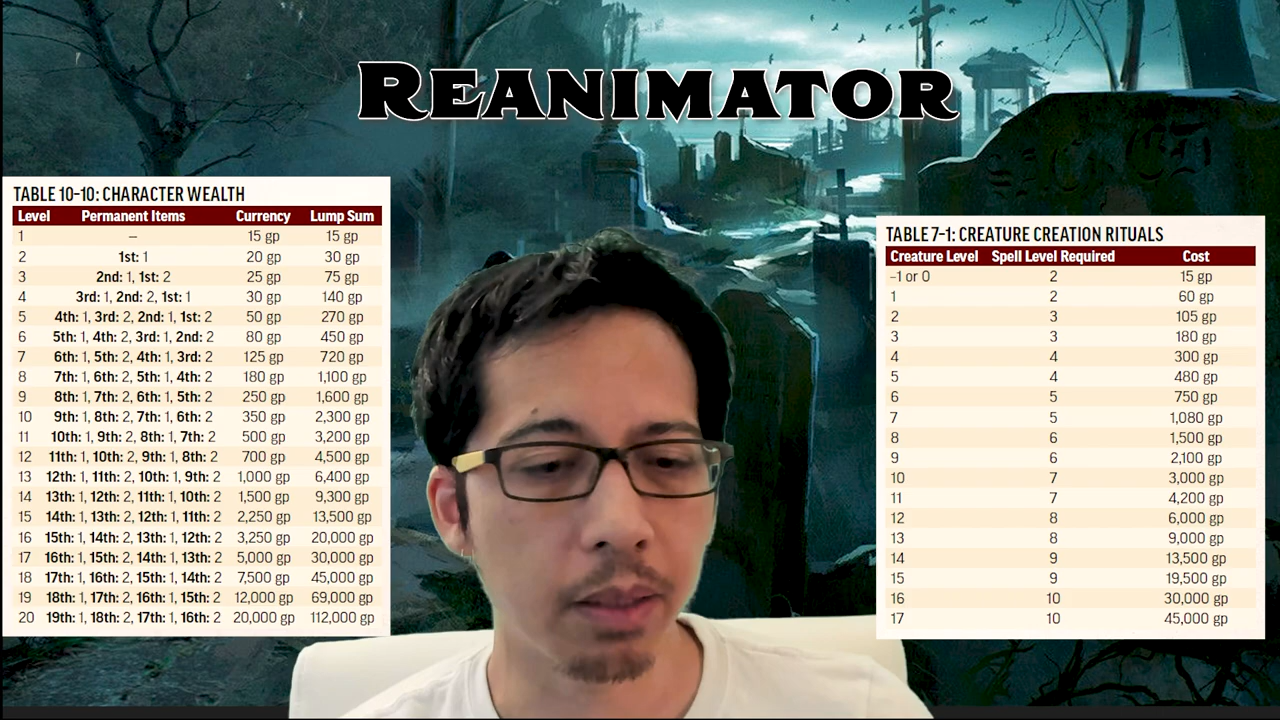 REANIMATOR
TABLE 10-10: CHARACTER WEALTH
Level Permanent Items Currency Lump Sum
1 – 15 gp 15 gp
2 1st: 1 20 gp 30 gp
3 2nd: 1, 1st: 2 25 gp 75 gp
4 3rd: 1, 2nd: 2, 1st: 1 30 gp 140 gp
5 4th: 1, 3rd: 2, 2nd: 1, 1st: 2 50 gp 270 gp
6 5th: 1, 4th: 2, 3rd: 1, 2nd: 2 80 gp 450 gp
7 6th: 1, 5th: 2, 4th: 1, 3rd: 2 125 gp 720 gp
8 7th: 1, 6th: 2, 5th: 1, 4th: 2 180 gp 1,100 gp
9 8th: 1, 7th: 2, 6th: 1, 5th: 2 250 gp 1,600 gp
10 9th: 1, 8th: 2, 7th: 1, 6th: 2 350 gp 2,300 gp
11 10th: 1, 9th: 2, 8th: 1, 7th: 2 500 gp 3,200 gp
12 11th: 1, 10th: 2, 9th: 1, 8th: 2 700 gp 4,500 gp
13 12th: 1, 11th: 2, 10th: 1, 9th: 2 1,000 gp 6,400 gp
14 13th: 1, 12th: 2, 11th: 1, 10th: 2 1,500 gp 9,300 gp
15 14th: 1, 13th: 2, 12th: 1, 11th: 2 2,250 gp 13,500 gp
16 15th: 1, 14th: 2, 13th: 1, 12th: 2 3,250 gp 20,000 gp
17 16th: 1, 15th: 2, 14th: 1, 13th: 2 5,000 gp 30,000 gp
18 17th: 1, 16th: 2, 15th: 1, 14th: 2 7,500 gp 45,000 gp
19 18th: 1, 17th: 2, 16th: 1, 15th: 2 12,000 gp 69,000 gp
20 19th: 1, 18th: 2, 17th: 1, 16th: 2 20,000 gp 112,000 gp
TABLE 7-1: CREATURE CREATION RITUALS
Creature Level Spell Level Required Cost
–1 or 0 2 15 gp
1 2 60 gp
2 3 105 gp
3 3 180 gp
4 4 300 gp
5 4 480 gp
6 5 750 gp
7 5 1,080 gp
8 6 1,500 gp
9 6 2,100 gp
10 7 3,000 gp
11 7 4,200 gp
12 8 6,000 gp
13 8 9,000 gp
14 9 13,500 gp
15 9 19,500 gp
16 10 30,000 gp
17 10 45,000 gp